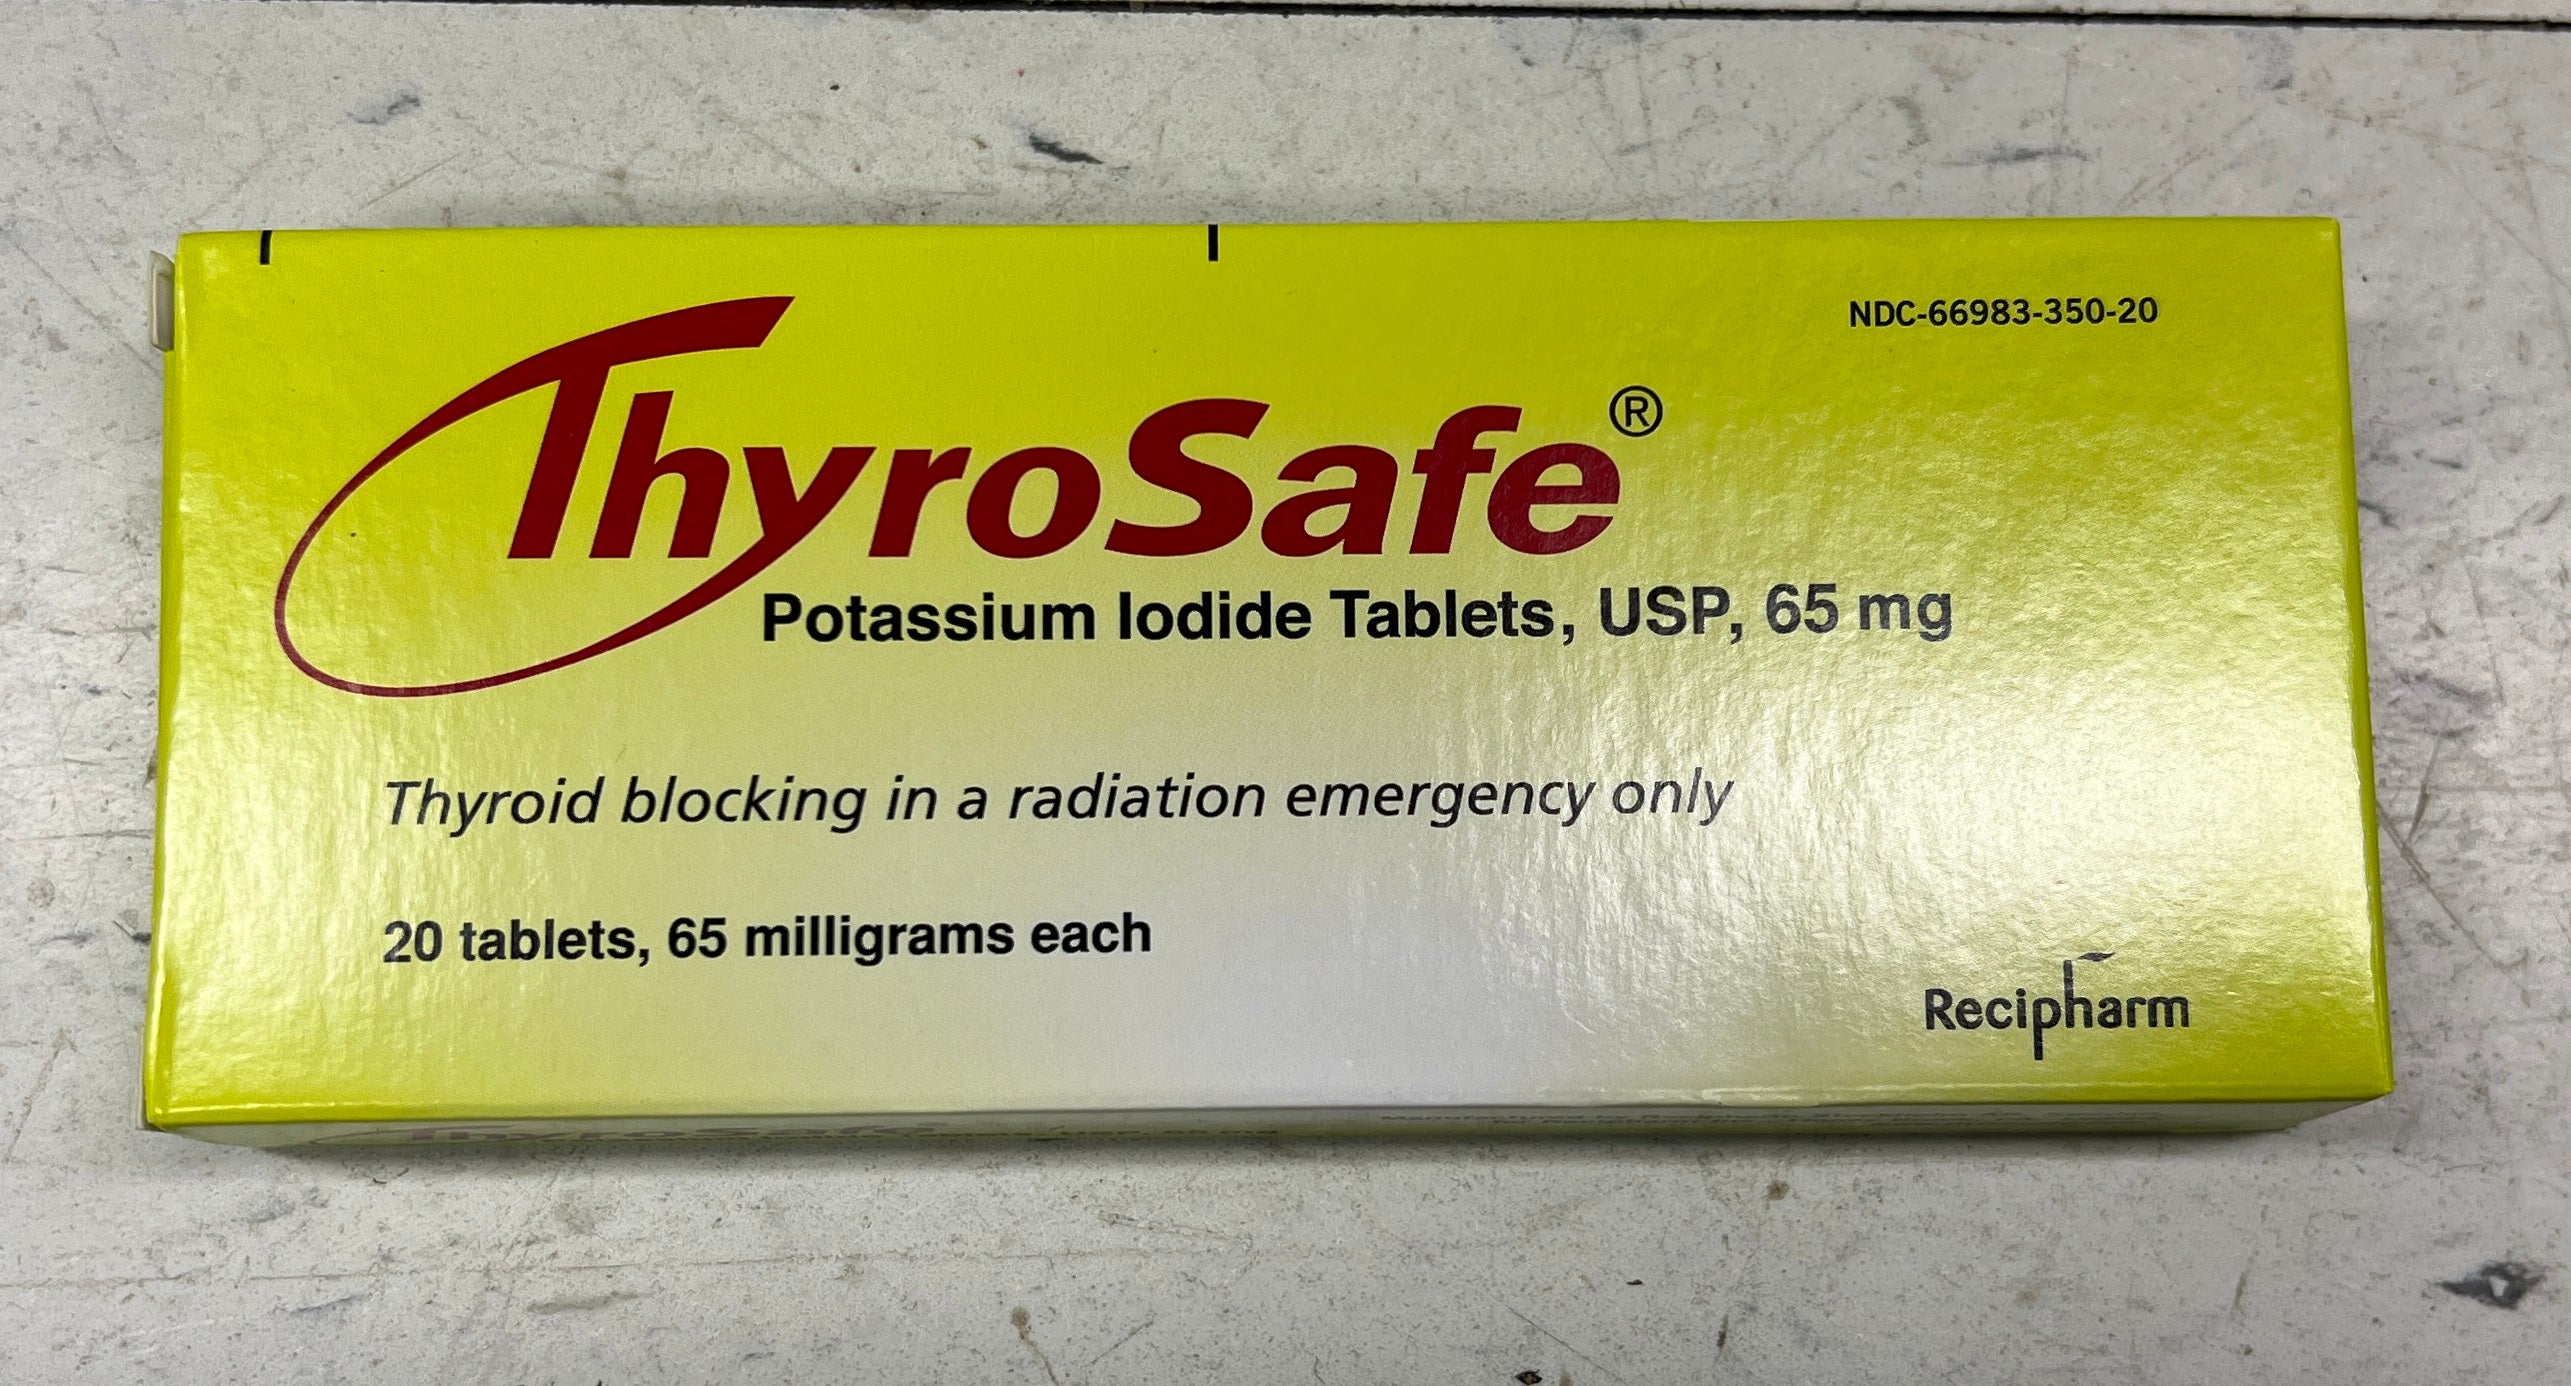 NDC-66983-350-20
ThyroSafe®
Potassium Iodide Tablets, USP, 65 mg
Thyroid blocking in a radiation emergency only
20 tablets, 65 milligrams each
Recipharm
ThyroSafe